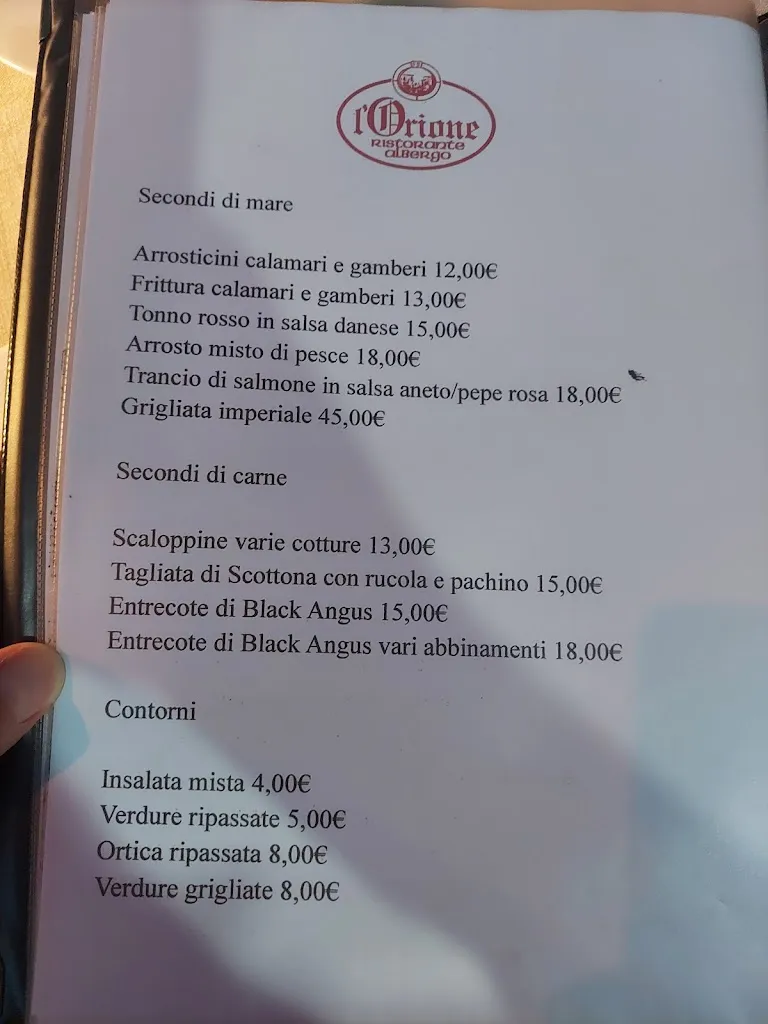 l'Orione
RISTORANTE
ALBERGO
Secondi di mare
Arrosticini calamari e gamberi 12,00€
Frittura calamari e gamberi 13,00€
Tonno rosso in salsa danese 15,00€
Arrosto misto di pesce 18,00€
Trancio di salmone in salsa aneto/pepe rosa 18,00€
Grigliata imperiale 45,00€
Secondi di carne
Scaloppine varie cotture 13,00€
Tagliata di Scottona con rucola e pachino 15,00€
Entrecote di Black Angus 15,00€
Entrecote di Black Angus vari abbinamenti 18,00€
Contorni
Insalata mista 4,00€
Verdure ripassate 5,00€
Ortica ripassata 8,00€
Verdure grigliate 8,00€